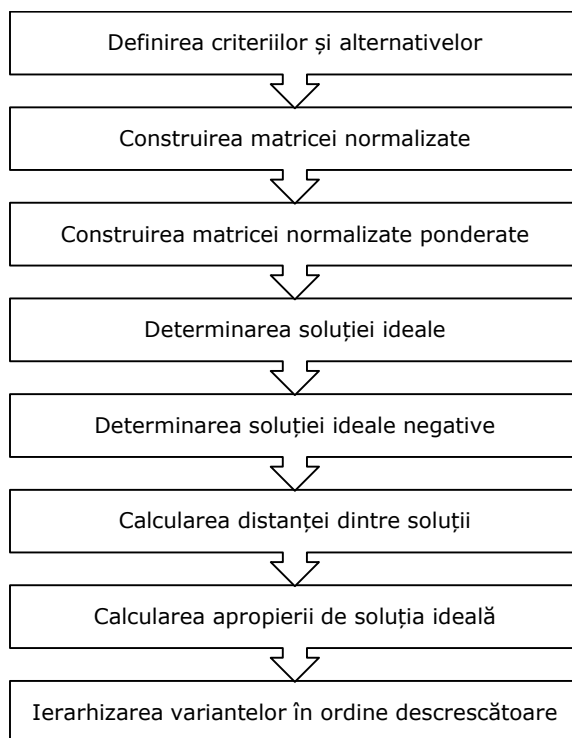 Definirea criteriilor și alternativelor
Construirea matricei normalizate
Construirea matricei normalizate ponderate
Determinarea soluției ideale
Determinarea soluției ideale negative
Calcularea distanței dintre soluții
Calcularea apropierii de soluția ideală
Ierarhizarea variantelor în ordine descrescătoare